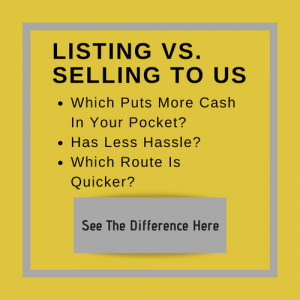 LISTING VS.
SELLING TO US
• Which Puts More Cash
In Your Pocket?
• Has Less Hassle?
• Which Route Is
Quicker?
See The Difference Here